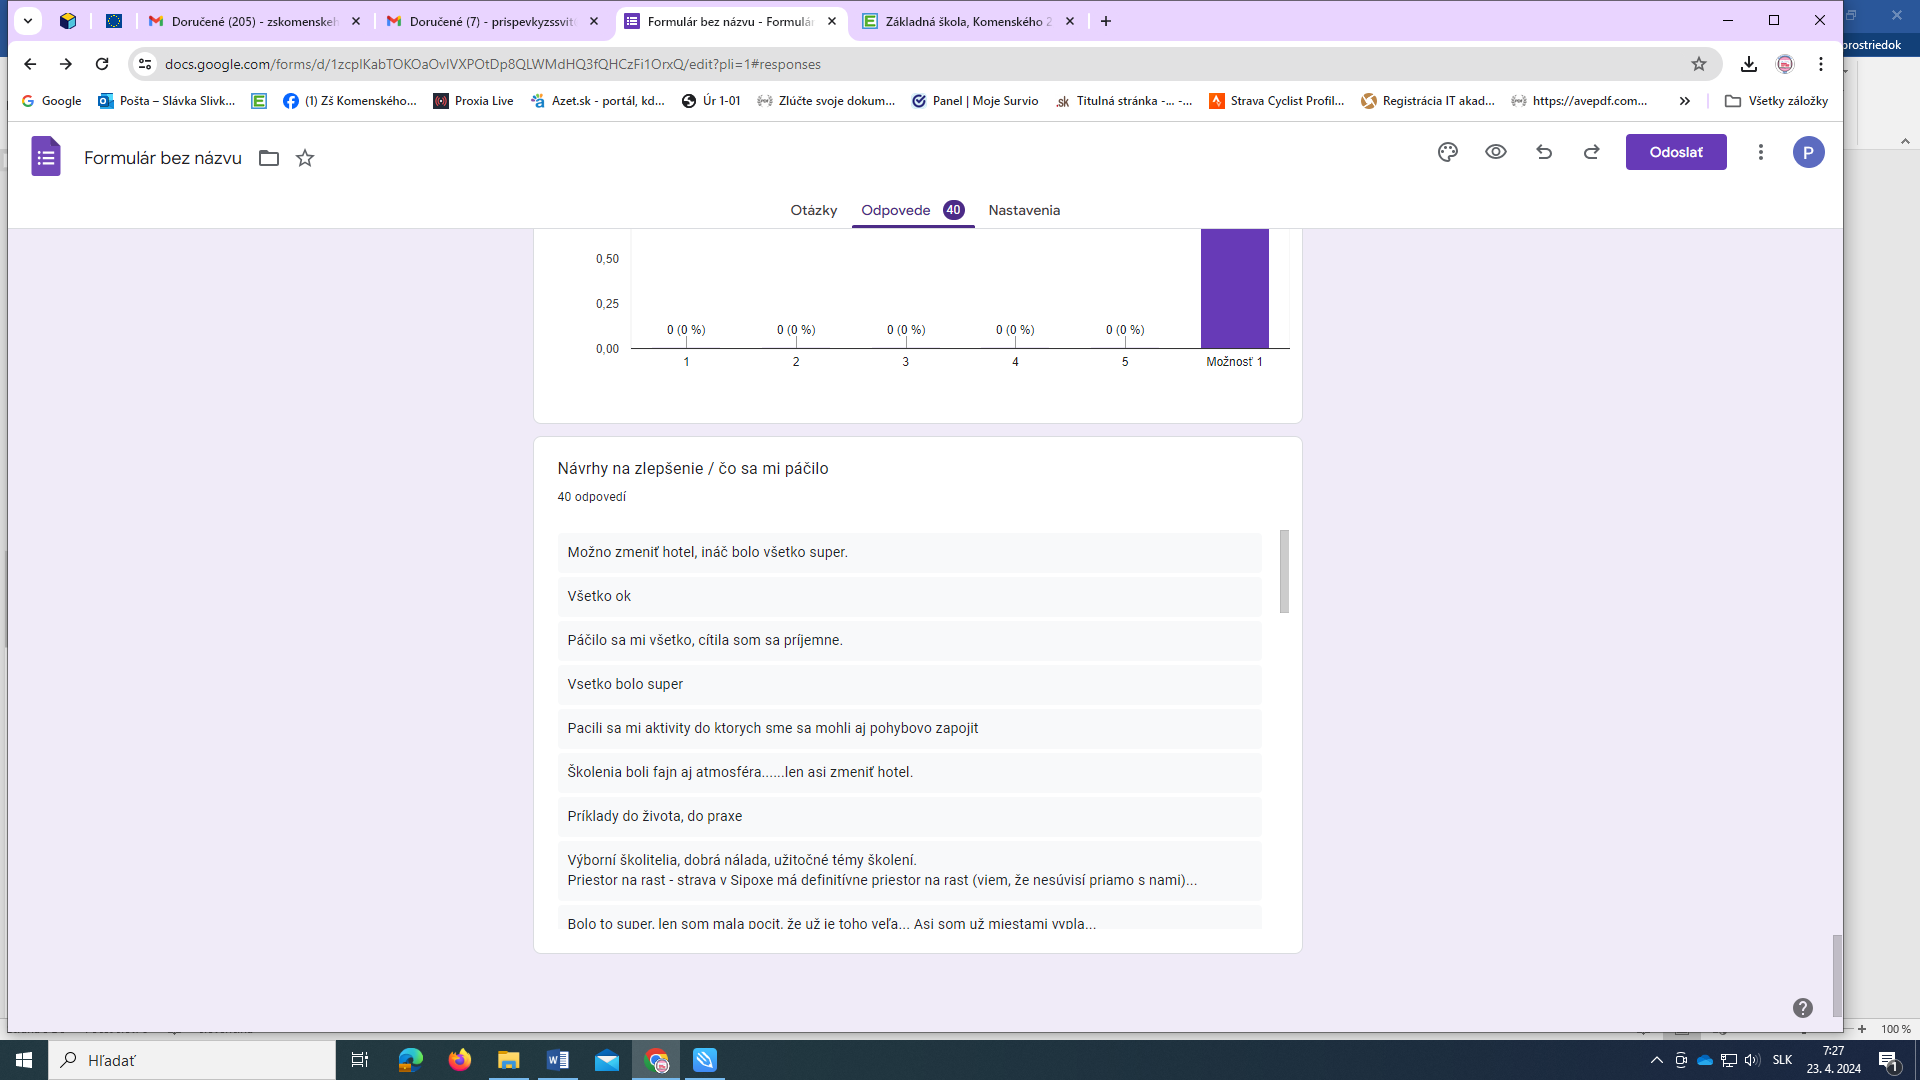 Doručené (205) - zskomenskeh
Doručené (7) - prispevkyzssvit
Formulár bez názvu - Formulár
Základná škola, Komenského 2
docs.google.com/forms/d/1zcplKabTOKOaOvlVXPOtDp8QLWMdHQ3fQHCzFi1OrxQ/edit?pli=1#responses
prostriedok
Google
Pošta – Slávka Slivk...
(1) Zš Komenského...
Proxia Live
Azet.sk - portál, kd...
Úr 1-01
Zlúčte svoje dokum...
Panel | Moje Survio
.sk Titulná stránka -... -...
Strava Cyclist Profil...
Registrácia IT akad...
https://avepdf.com...
Všetky záložky
Formulár bez názvu
Odoslať
P
Otázky
Odpovede 40
Nastavenia
0,50
0,25
0,00
0 (0 %) 0 (0 %) 0 (0 %) 0 (0 %) 0 (0 %)
1 2 3 4 5 Možnosť 1
Návrhy na zlepšenie / čo sa mi páčilo
40 odpovedí
Možno zmeniť hotel, ináč bolo všetko super.
Všetko ok
Páčilo sa mi všetko, cítila som sa príjemne.
Vsetko bolo super
Pacili sa mi aktivity do ktorych sme sa mohli aj pohybovo zapojit
Školenia boli fajn aj atmosféra......len asi zmeniť hotel.
Príklady do života, do praxe
Výborní školitelia, dobrá nálada, užitočné témy školení.
Priestor na rast - strava v Sipoxe má definitívne priestor na rast (viem, že nesúvisí priamo s nami)...
Bolo to super, len som mala pocit, že už je toho veľa... Asi som už miestami vypla...
100 %
Hľadať
SLK
7:27
23. 4. 2024
1